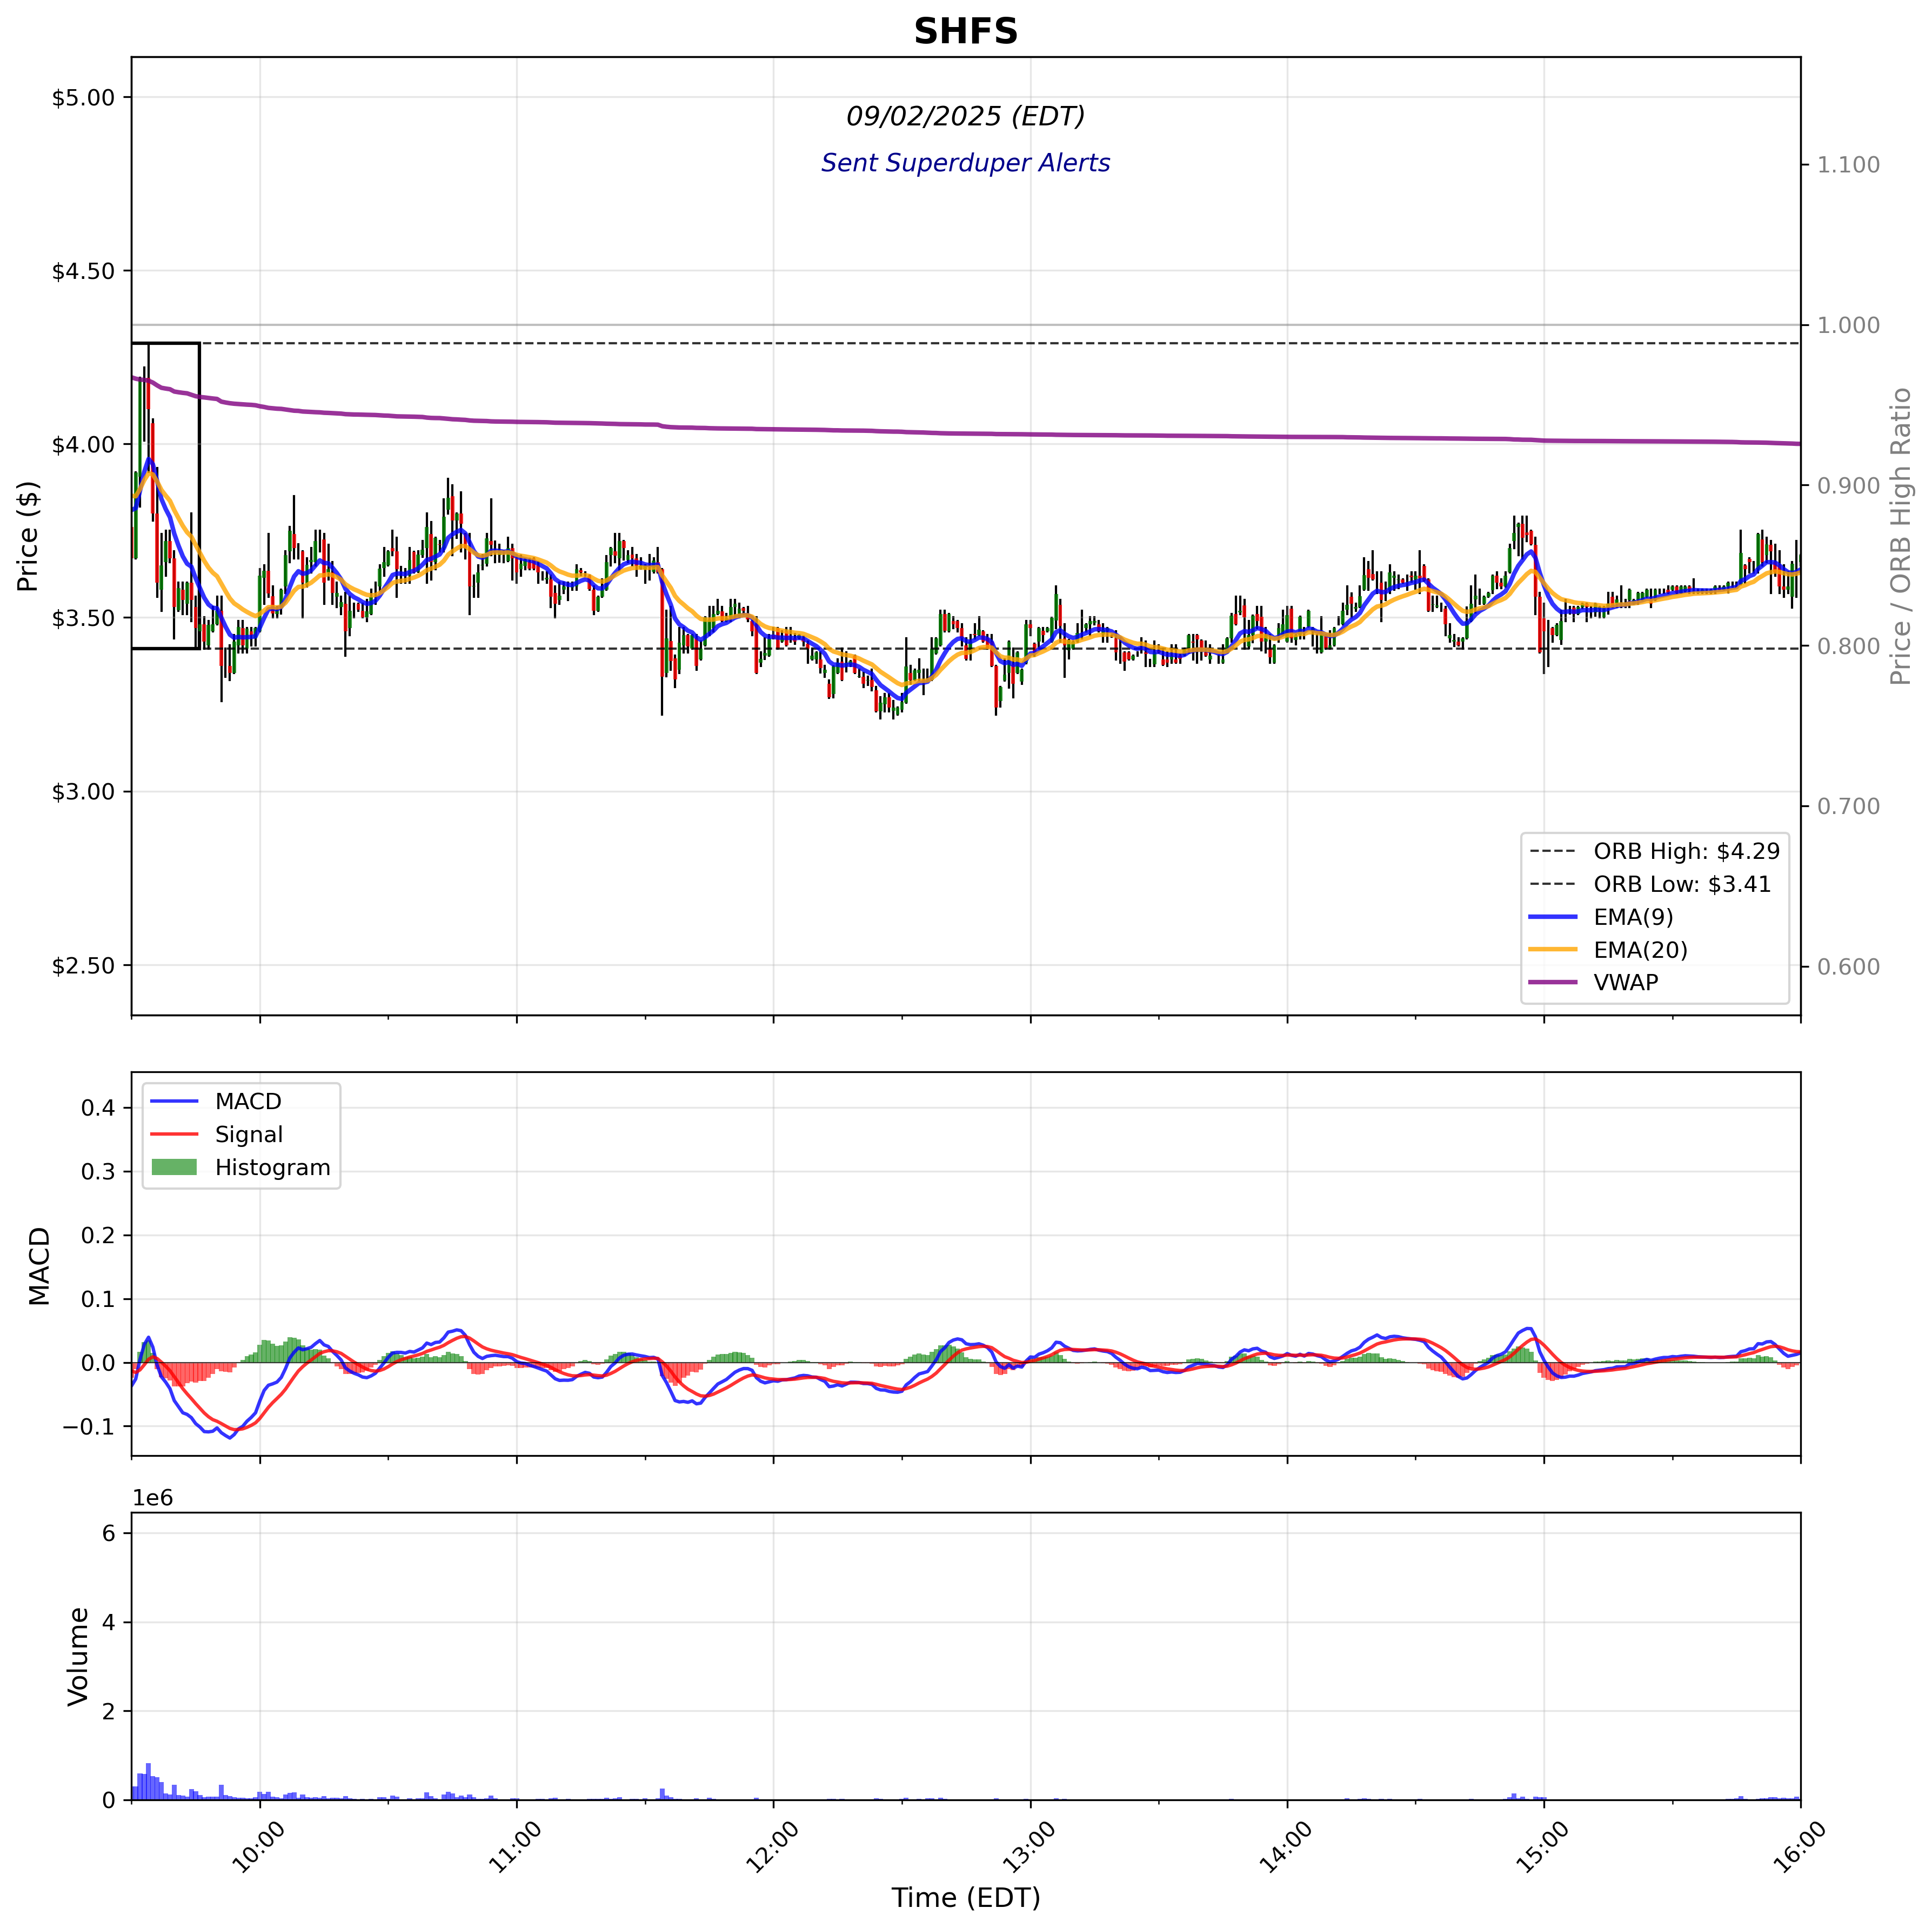 SHFS
09/02/2025 (EDT)
Sent Superduper Alerts
Price ($)
$5.00
$4.50
$4.00
$3.50
$3.00
$2.50
Price / ORB High Ratio
1.100
1.000
0.900
0.800
0.700
0.600
ORB High: $4.29
ORB Low: $3.41
EMA(9)
EMA(20)
VWAP
MACD
0.4
0.3
0.2
0.1
0.0
−0.1
MACD
Signal
Histogram
1e6
Volume
6
4
2
0
10:00
11:00
12:00
13:00
14:00
15:00
16:00
Time (EDT)